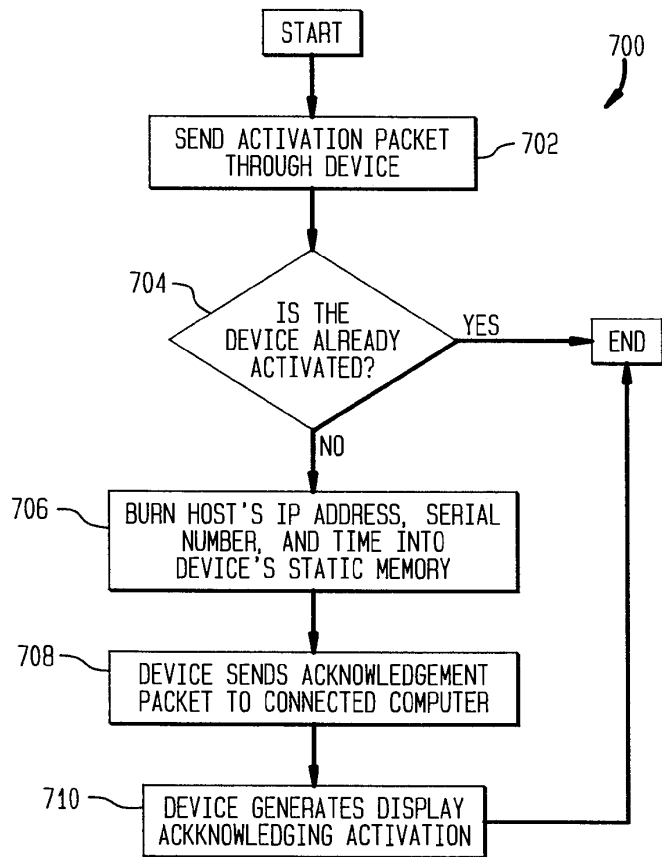 START
700
SEND ACTIVATION PACKET
THROUGH DEVICE
702
704
IS THE
DEVICE ALREADY
ACTIVATED?
YES
END
NO
706
BURN HOST'S IP ADDRESS, SERIAL
NUMBER, AND TIME INTO
DEVICE'S STATIC MEMORY
708
DEVICE SENDS ACKNOWLEDGEMENT
PACKET TO CONNECTED COMPUTER
710
DEVICE GENERATES DISPLAY
ACKKNOWLEDGING ACTIVATION